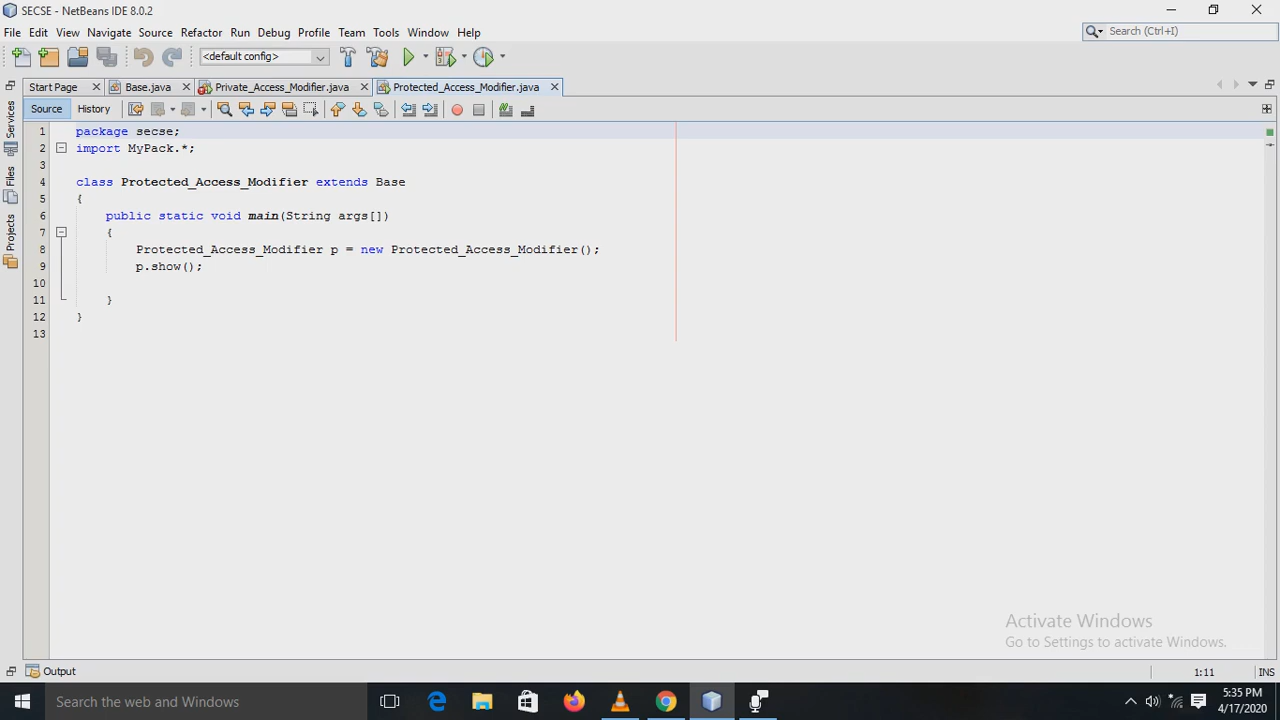 SECSE - NetBeans IDE 8.0.2
File Edit View Navigate Source Refactor Run Debug Profile Team Tools Window Help
Search (Ctrl+I)
<default config>
Start Page Base.java Private_Access_Modifier.java Protected_Access_Modifier.java
Source History
Services
Files
Projects
1 package secse;
2 import MyPack.*;
3
4 class Protected_Access_Modifier extends Base
5 {
6 public static void main(String args[])
7 {
8 Protected_Access_Modifier p = new Protected_Access_Modifier();
9 p.show();
10
11 }
12 }
13
Activate Windows
Go to Settings to activate Windows.
Output
1:11 INS
Search the web and Windows
5:35 PM
4/17/2020